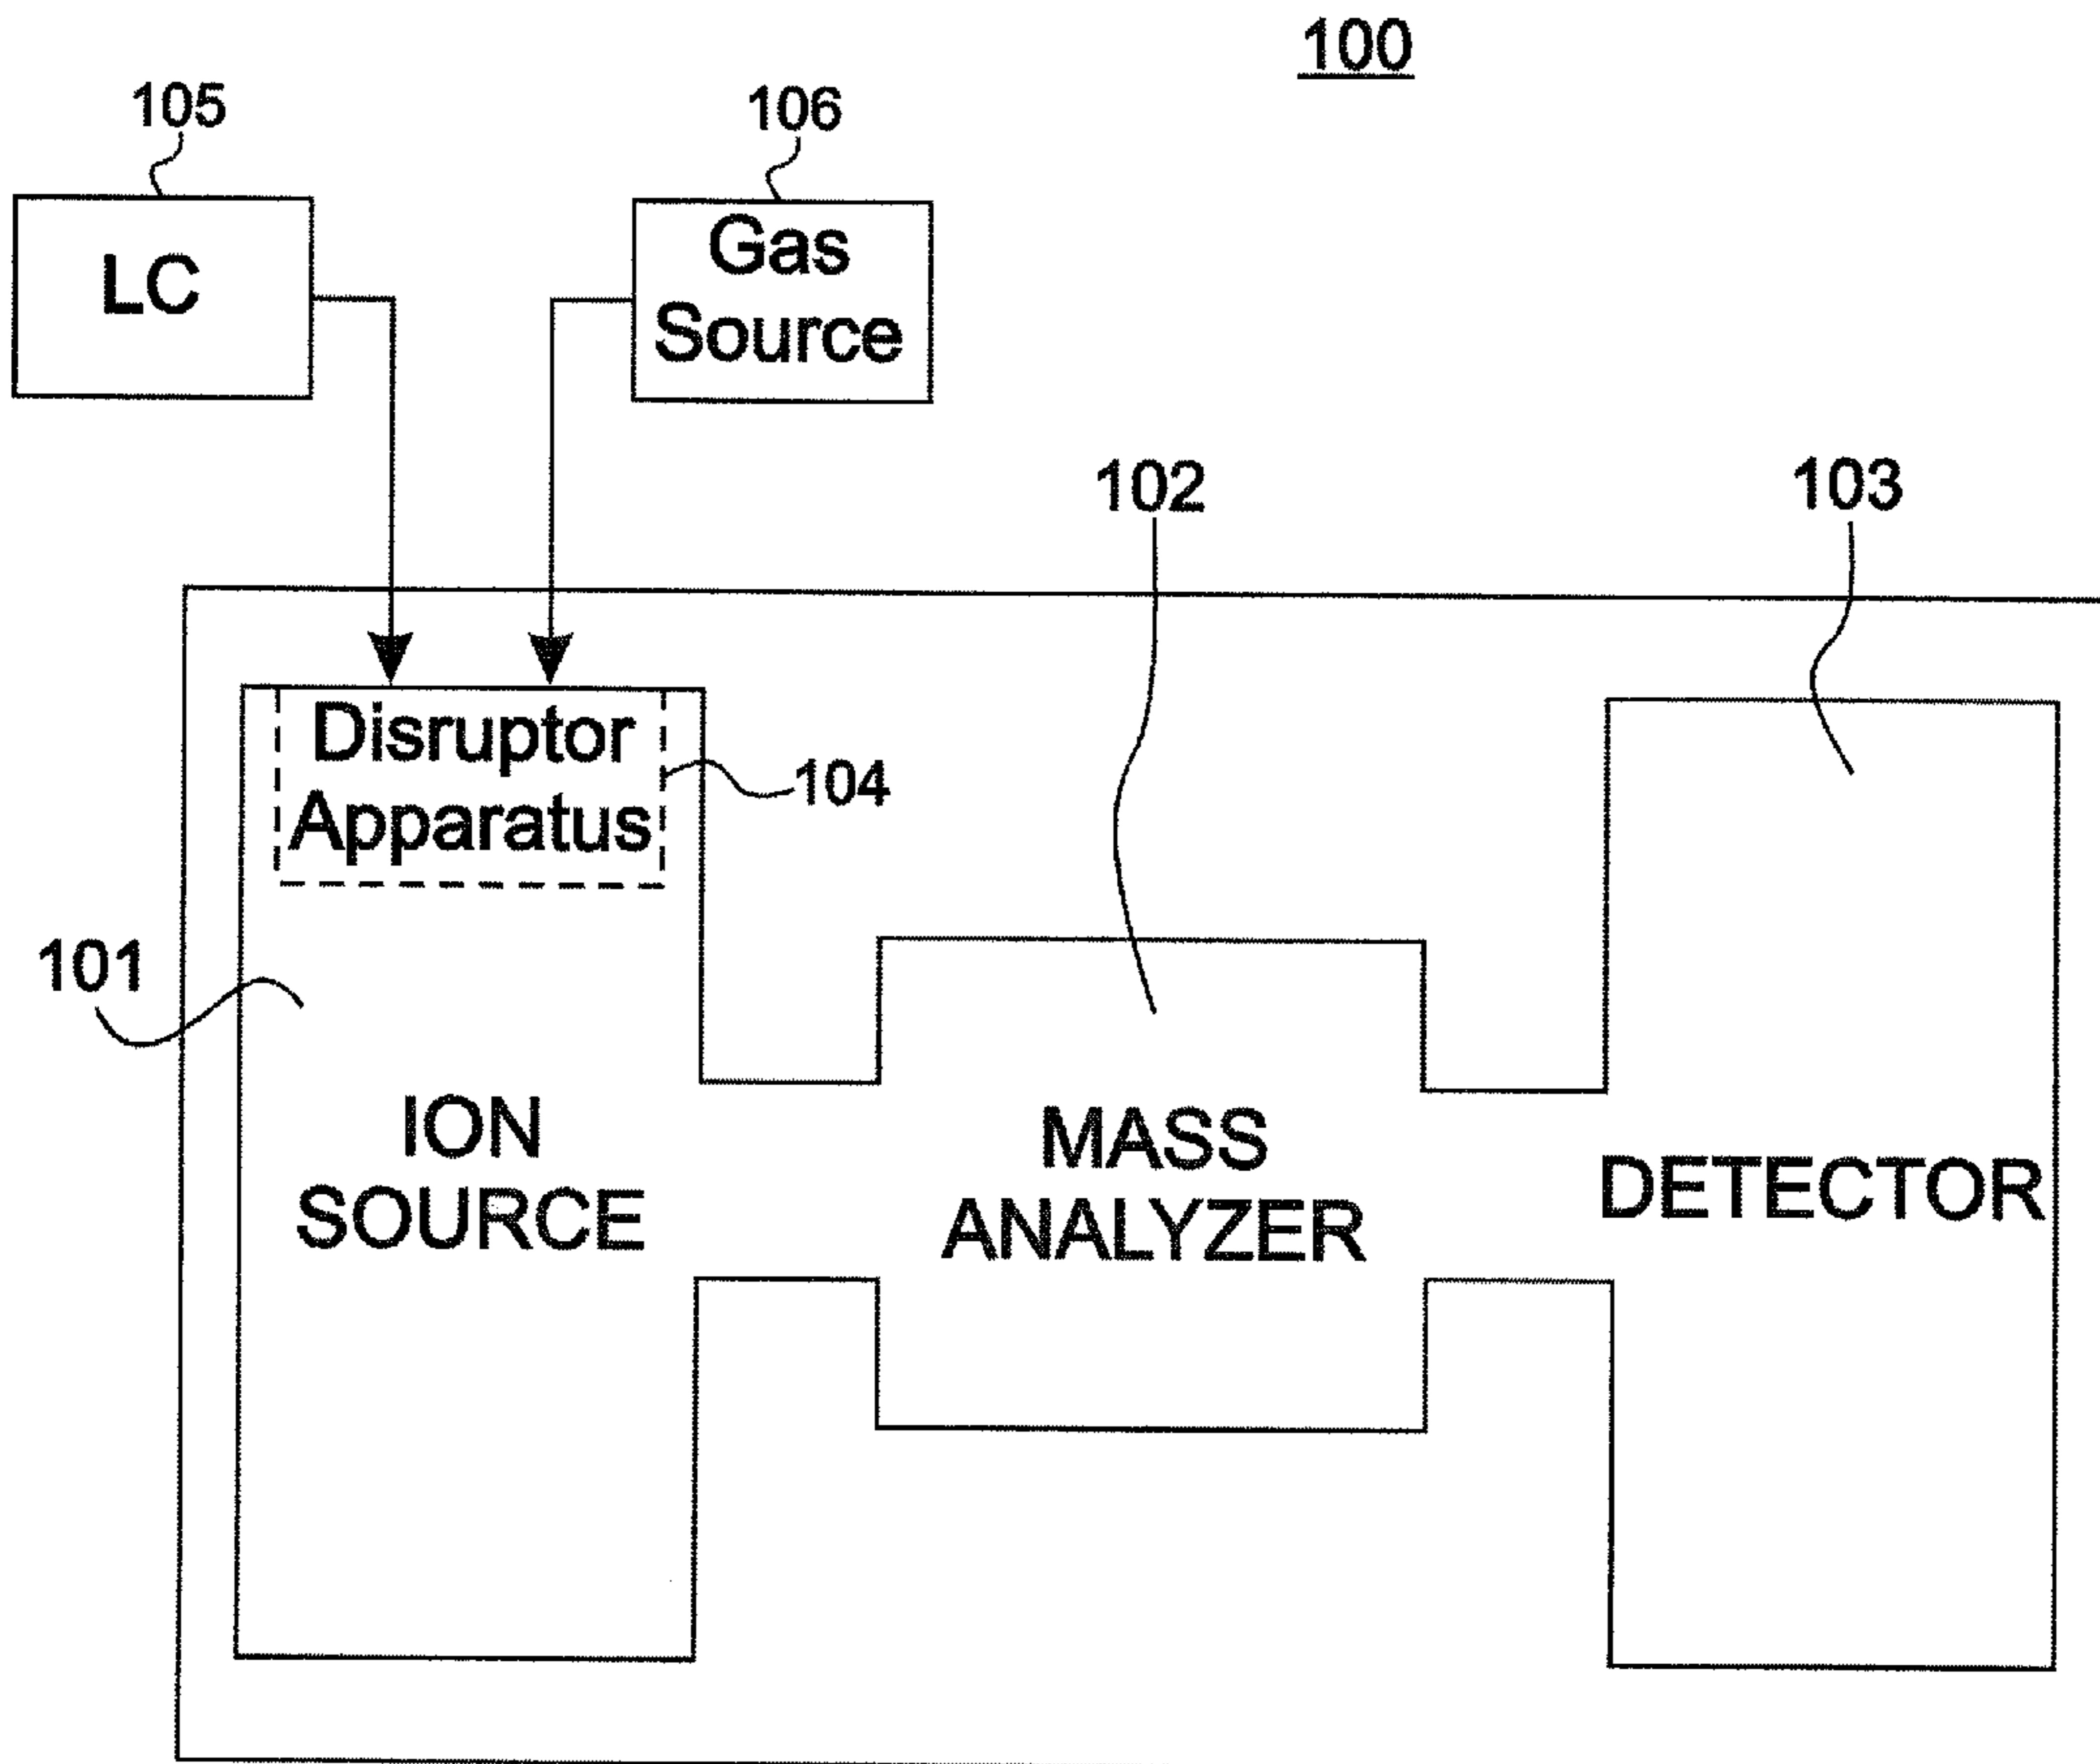 100
105
106
LC
Gas
Source
102
103
Disruptor
Apparatus
104
101
ION
SOURCE
MASS
ANALYZER
DETECTOR